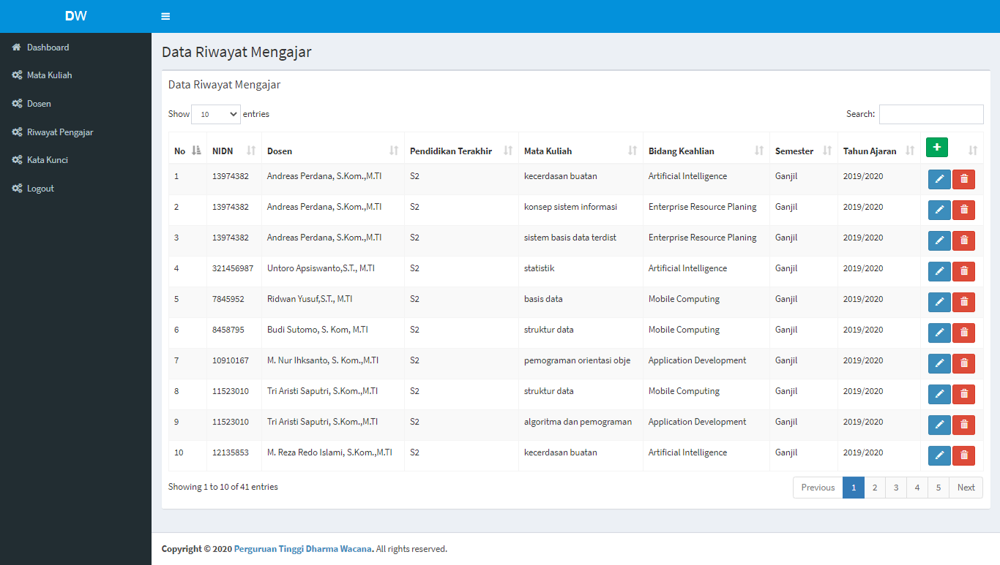 DW
Dashboard
Mata Kuliah
Dosen
Riwayat Pengajar
Kata Kunci
Logout
Data Riwayat Mengajar
Data Riwayat Mengajar
Show 10 entries Search:
No NIDN Dosen Pendidikan Terakhir Mata Kuliah Bidang Keahlian Semester Tahun Ajaran
1 13974382 Andreas Perdana, S.Kom.,M.TI S2 kecerdasan buatan Artificial Intelligence Ganjil 2019/2020
2 13974382 Andreas Perdana, S.Kom.,M.TI S2 konsep sistem informasi Enterprise Resource Planing Ganjil 2019/2020
3 13974382 Andreas Perdana, S.Kom.,M.TI S2 sistem basis data terdist Enterprise Resource Planing Ganjil 2019/2020
4 321456987 Untoro Apsiswanto,S.T., M.TI S2 statistik Artificial Intelligence Ganjil 2019/2020
5 7845952 Ridwan Yusuf,S.T., M.TI S2 basis data Mobile Computing Ganjil 2019/2020
6 8458795 Budi Sutomo, S. Kom, M.TI S2 struktur data Mobile Computing Ganjil 2019/2020
7 10910167 M. Nur Ihksanto, S. Kom.,M.TI S2 pemograman orientasi obje Application Development Ganjil 2019/2020
8 11523010 Tri Aristi Saputri, S.Kom.,M.TI S2 struktur data Mobile Computing Ganjil 2019/2020
9 11523010 Tri Aristi Saputri, S.Kom.,M.TI S2 algoritma dan pemograman Application Development Ganjil 2019/2020
10 12135853 M. Reza Redo Islami, S.Kom.,M.TI S2 kecerdasan buatan Artificial Intelligence Ganjil 2019/2020
Showing 1 to 10 of 41 entries Previous 1 2 3 4 5 Next
Copyright © 2020 Perguruan Tinggi Dharma Wacana. All rights reserved.